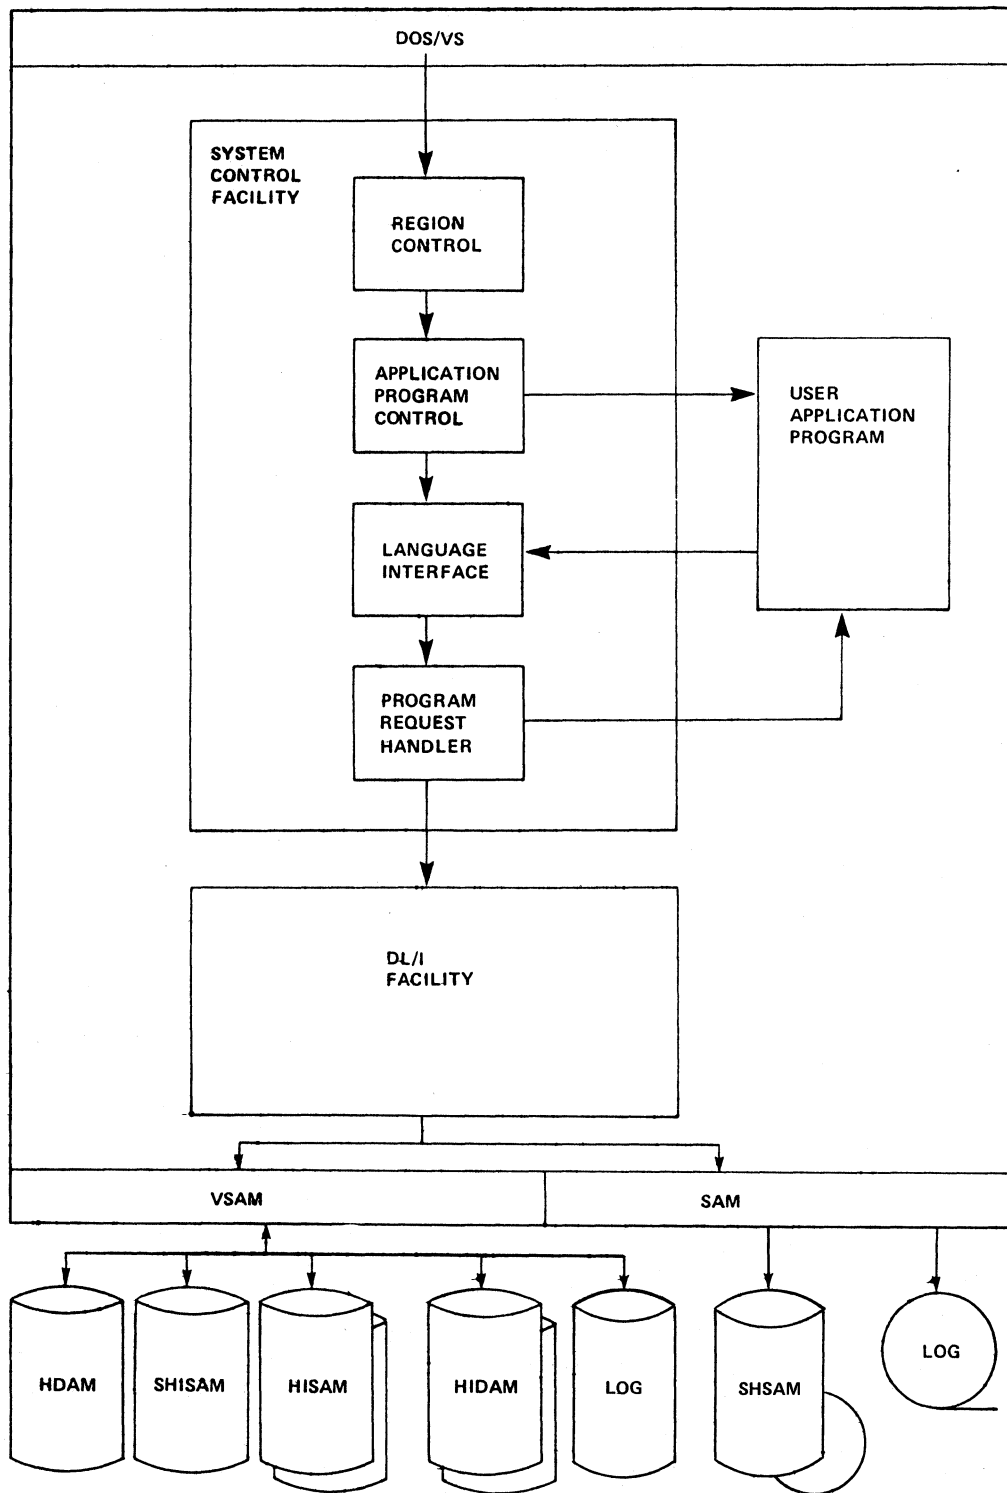 DOS/VS
SYSTEM
CONTROL
FACILITY
REGION
CONTROL
APPLICATION
PROGRAM
CONTROL
USER
APPLICATION
PROGRAM
LANGUAGE
INTERFACE
PROGRAM
REQUEST
HANDLER
DL/I
FACILITY
VSAM
SAM
HDAM
SHISAM
HISAM
HIDAM
LOG
SHSAM
LOG